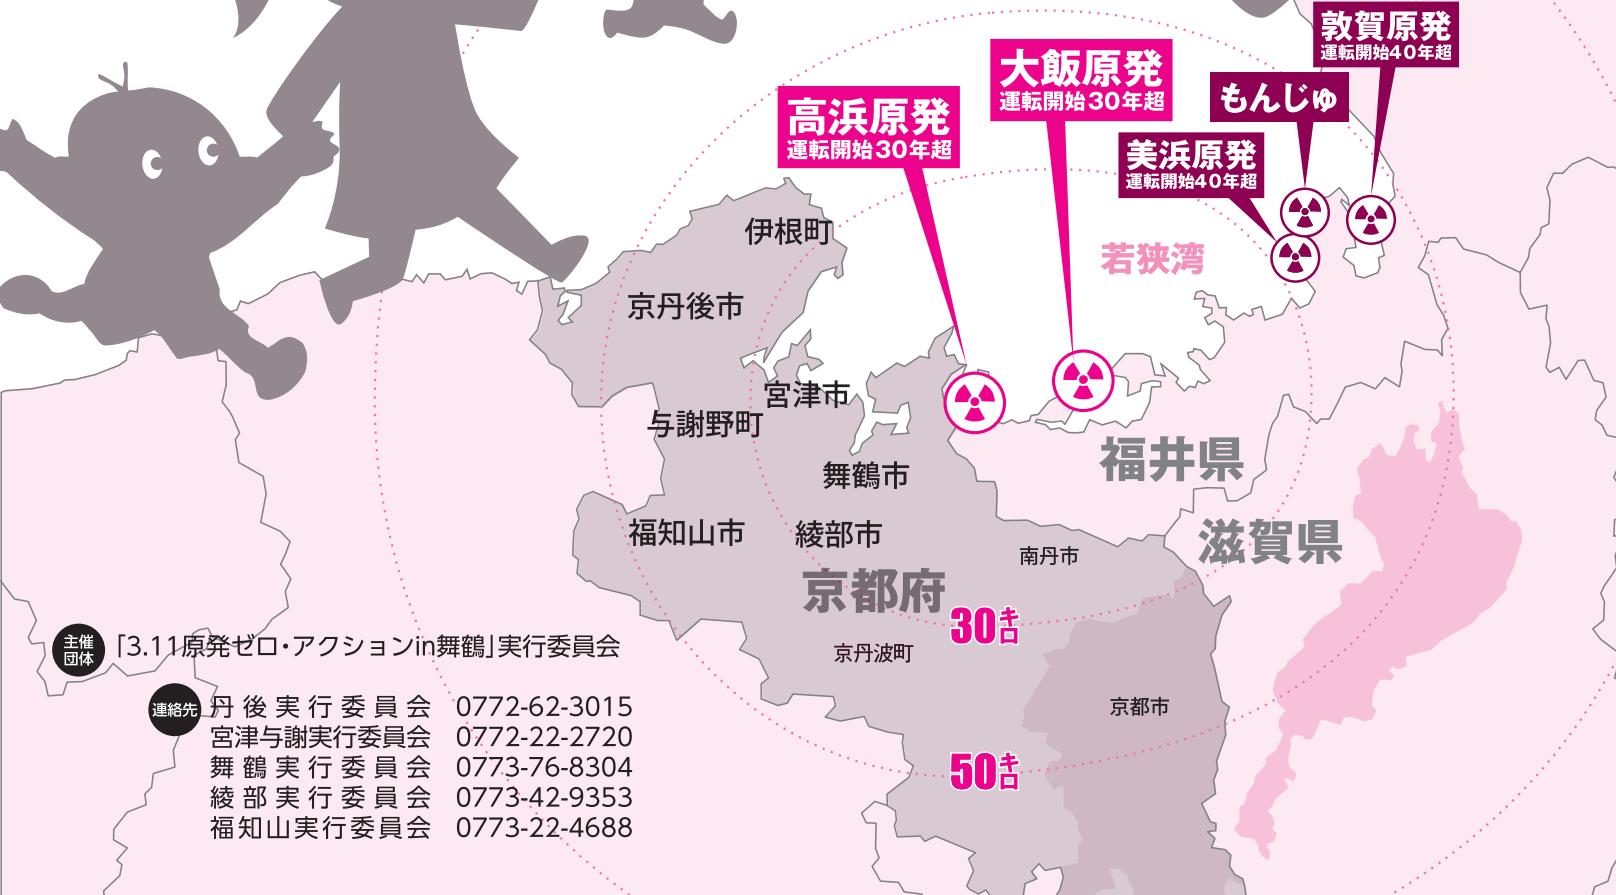 敦賀原発
運転開始40年超
大飯原発
運転開始30年超
もんじゅ
高浜原発
運転開始30年超
美浜原発
運転開始40年超
若狭湾
伊根町
京丹後市
宮津市
与謝野町
舞鶴市
福井県
福知山市
綾部市
南丹市
滋賀県
京都府
30キロ
京丹波町
京都市
50キロ
主催団体
「3.11原発ゼロ・アクションin舞鶴」実行委員会
連絡先
丹後実行委員会 0772-62-3015
宮津与謝実行委員会 0772-22-2720
舞鶴実行委員会 0773-76-8304
綾部実行委員会 0773-42-9353
福知山実行委員会 0773-22-4688